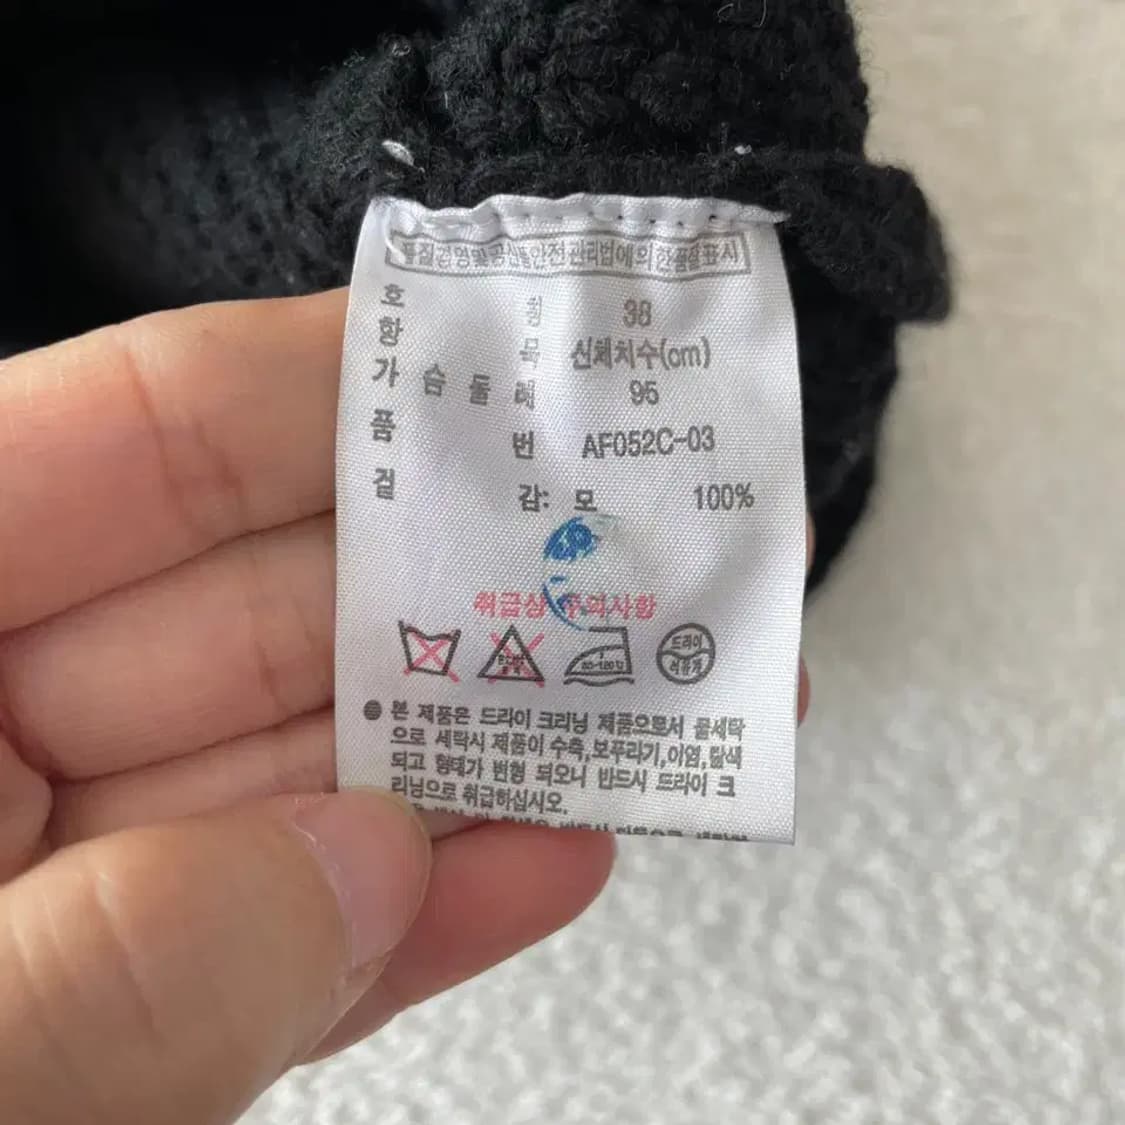 품질경영및공산품안전관리법에의한품질표시
호 칭 38
항 목 신체치수(cm)
가 슴 둘 레 95
품 번 AF052C-03
걸 감: 모 100%
취급상 주의사항
드라이
● 본 제품은 드라이 크리닝 제품으로서 물세탁
으로 세탁시 제품이 수축,보푸라기,이염,탈색
되고 형태가 변형 되오니 반드시 드라이 크
리닝으로 취급하십시오.